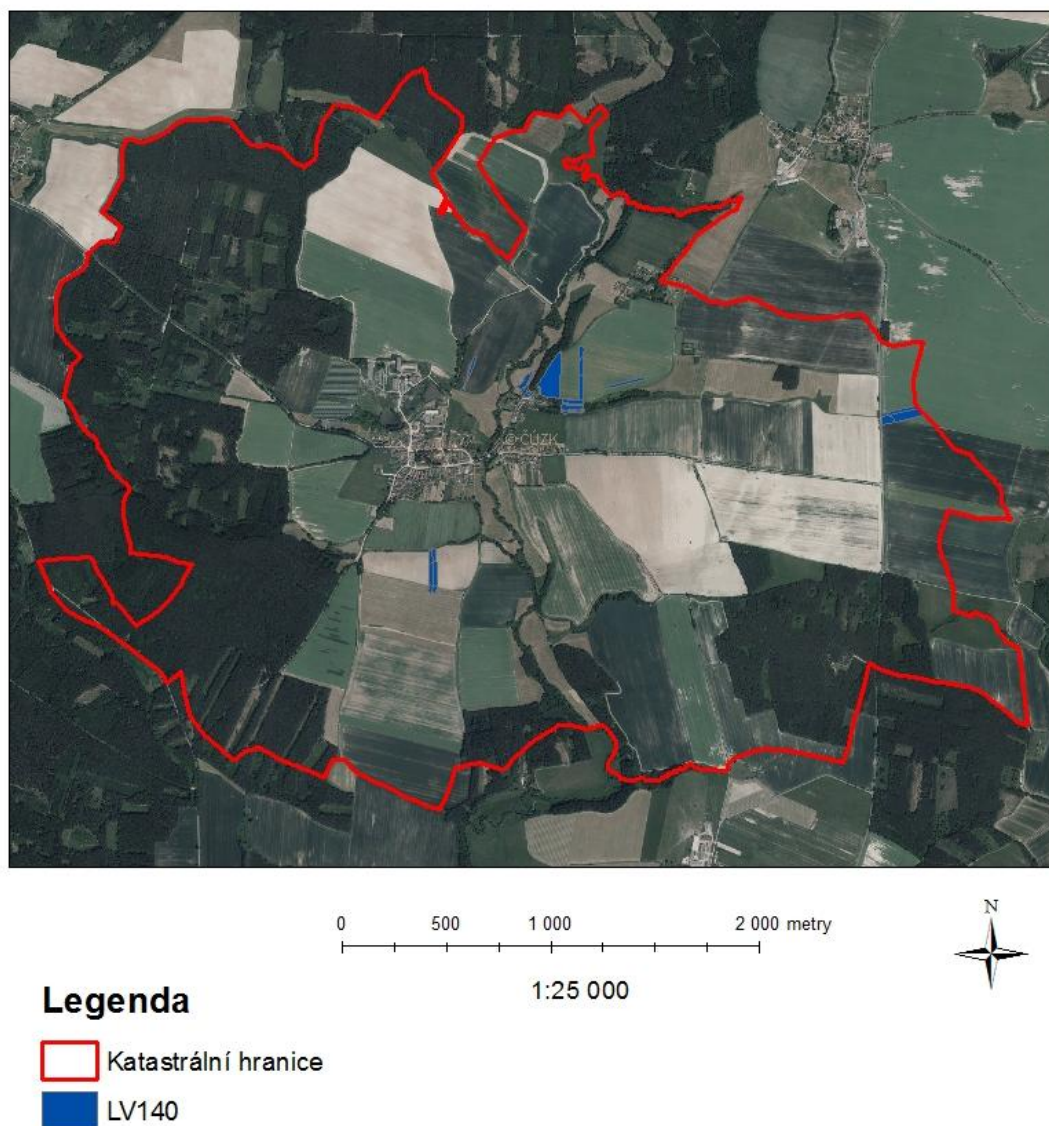 © ČÚZK
0 500 1 000 2 000 metry
N
1:25 000
Legenda
Katastrální hranice
LV140